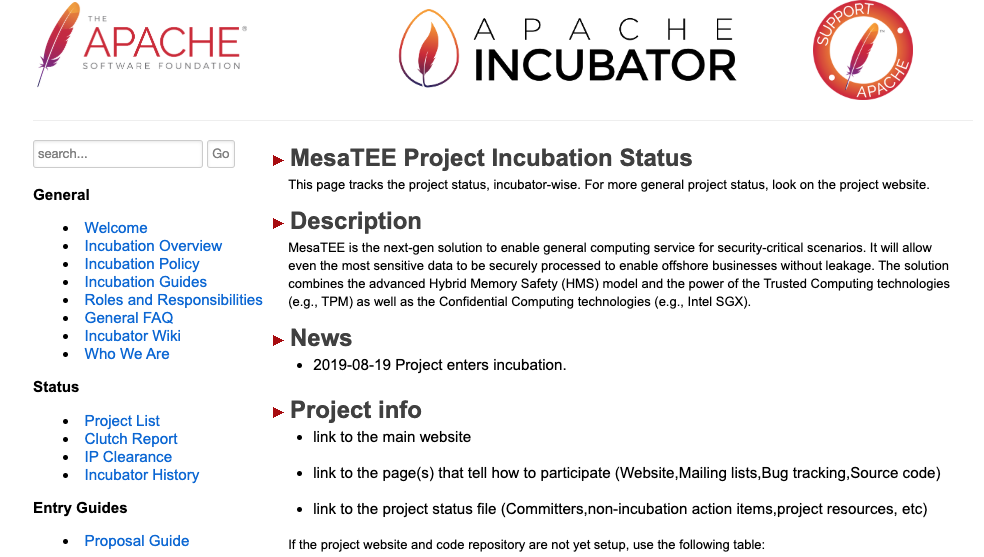 THE
APACHE®
SOFTWARE FOUNDATION
APACHE
INCUBATOR
SUPPORT
APACHE
search...
Go
General
• Welcome
• Incubation Overview
• Incubation Policy
• Incubation Guides
• Roles and Responsibilities
• General FAQ
• Incubator Wiki
• Who We Are
Status
• Project List
• Clutch Report
• IP Clearance
• Incubator History
Entry Guides
• Proposal Guide
MesaTEE Project Incubation Status
This page tracks the project status, incubator-wise. For more general project status, look on the project website.
Description
MesaTEE is the next-gen solution to enable general computing service for security-critical scenarios. It will allow
even the most sensitive data to be securely processed to enable offshore businesses without leakage. The solution
combines the advanced Hybrid Memory Safety (HMS) model and the power of the Trusted Computing technologies
(e.g., TPM) as well as the Confidential Computing technologies (e.g., Intel SGX).
News
• 2019-08-19 Project enters incubation.
Project info
• link to the main website
• link to the page(s) that tell how to participate (Website,Mailing lists,Bug tracking,Source code)
• link to the project status file (Committers,non-incubation action items,project resources, etc)
If the project website and code repository are not yet setup, use the following table: